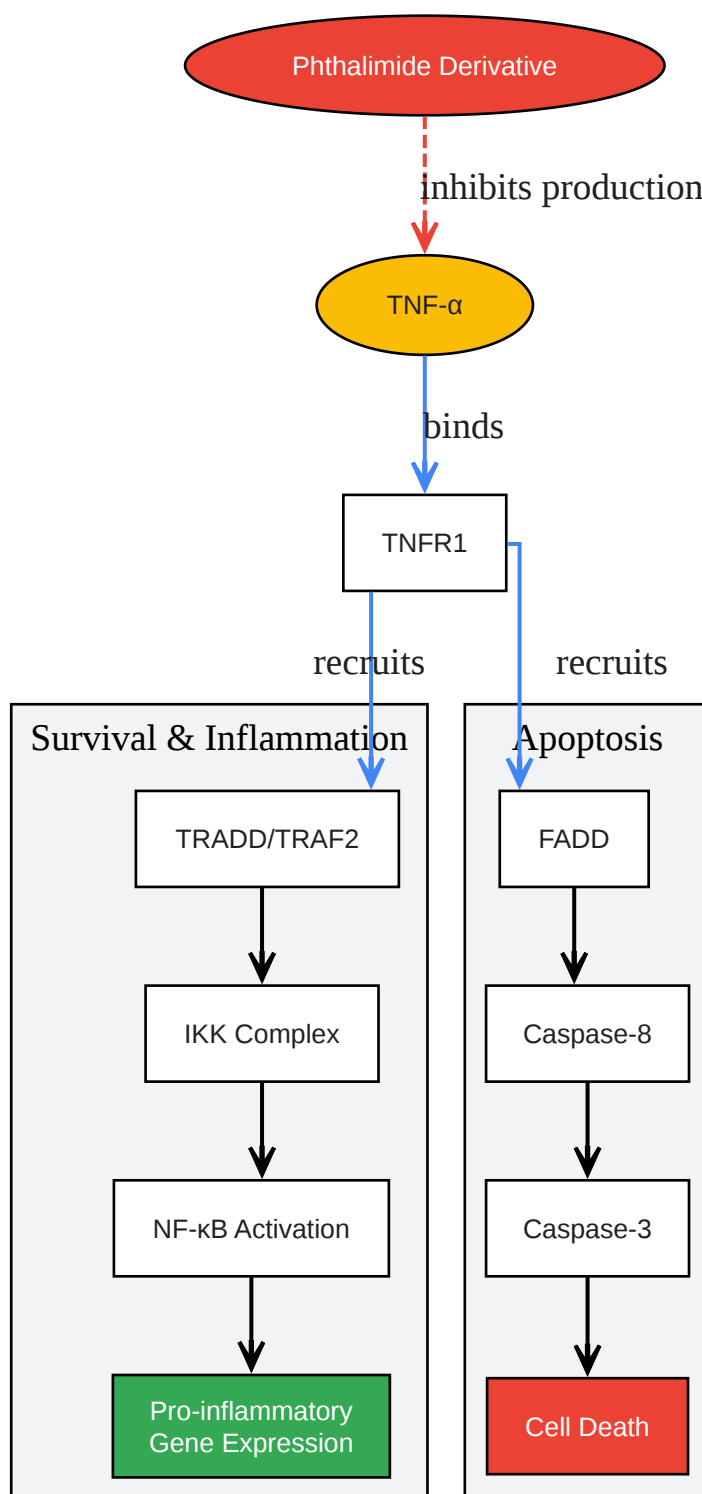 Phthalimide Derivative
inhibits production
TNF-α
binds
TNFR1
recruits
recruits
Survival & Inflammation
Apoptosis
TRADD/TRAF2
FADD
IKK Complex
Caspase-8
NF-κB Activation
Caspase-3
Pro-inflammatory
Gene Expression
Cell Death